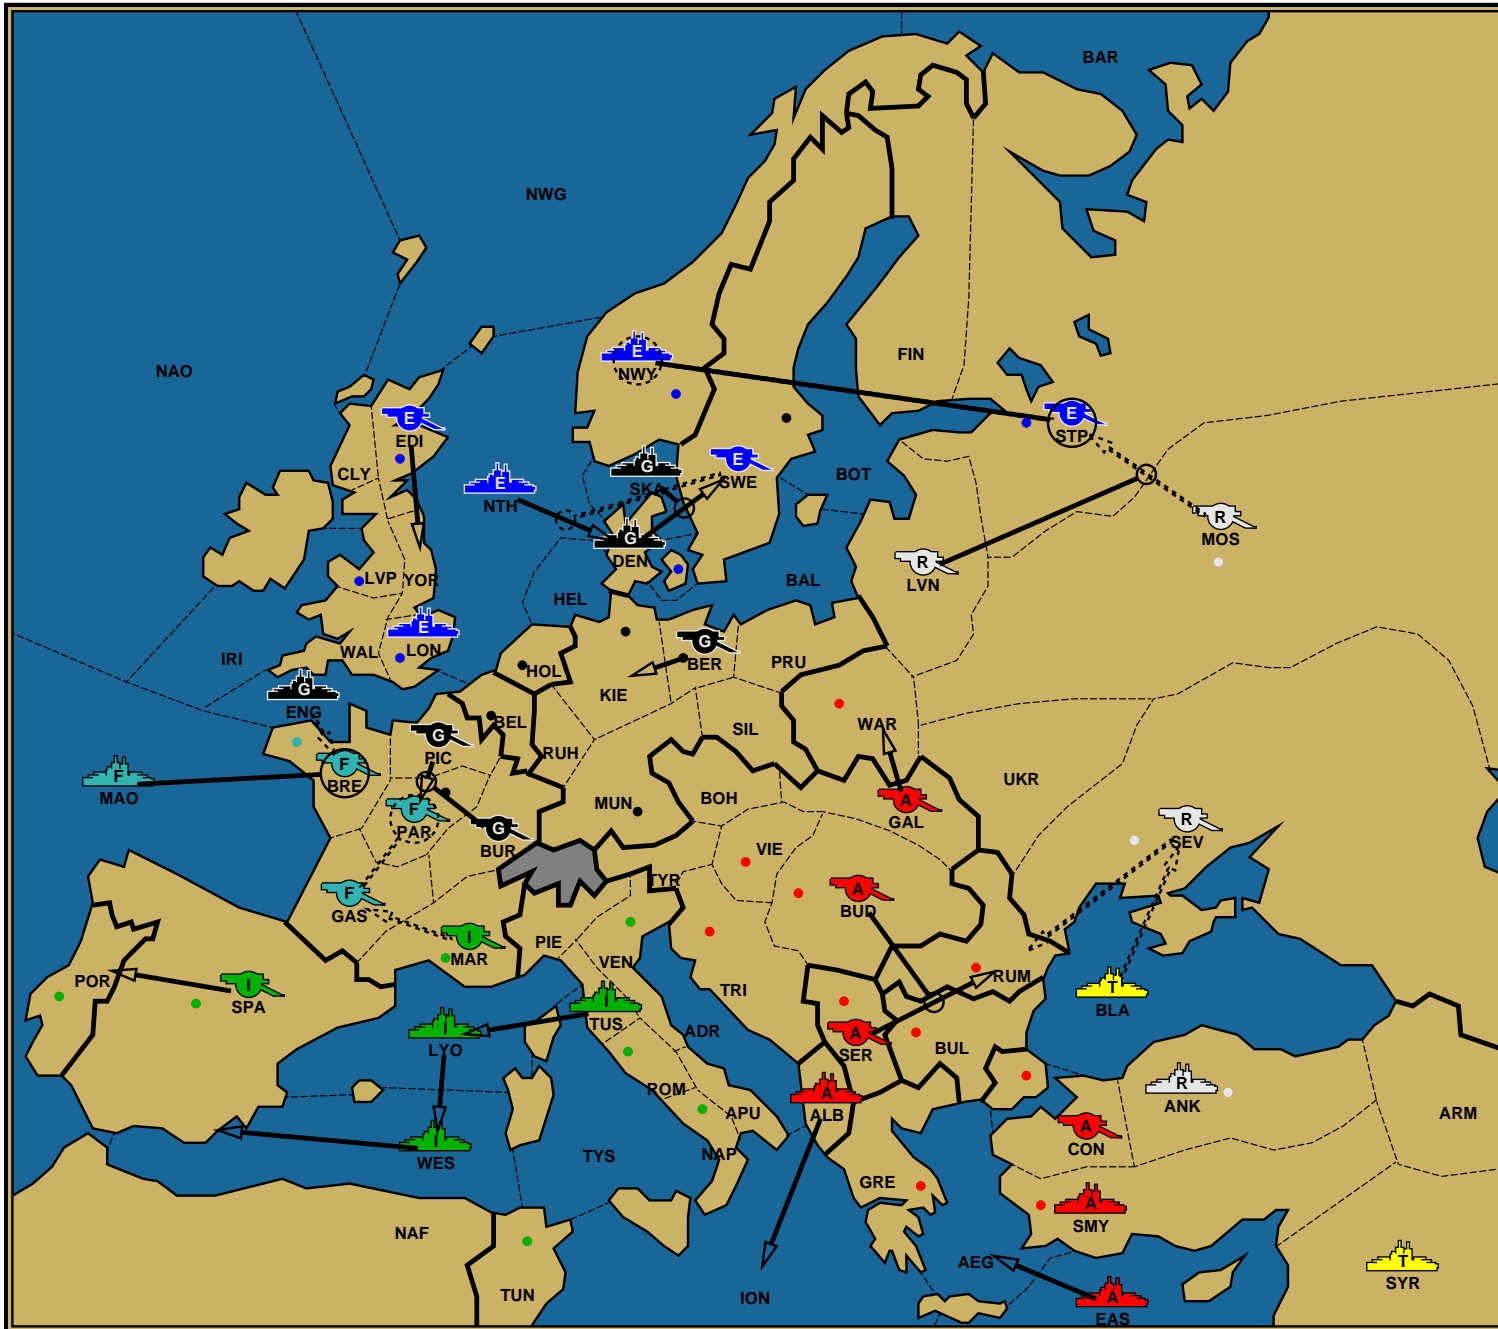 BAR
NWG
NAO
FIN
E
NWY
E
STP
E
EDI
CLY
G
SKA
E
SWE
BOT
E
NTH
G
DEN
R
MOS
R
LVN
LVP
YOR
HEL
BAL
E
LON
WAL
IRI
HOL
G
BER
PRU
KIE
G
ENG
BEL
G
PIC
RUH
SIL
WAR
UKR
F
MAO
F
BRE
F
PAR
MUN
BOH
A
GAL
R
SEV
G
BUR
VIE
TYR
F
GAS
A
BUD
I
MAR
PIE
VEN
POR
I
SPA
TRI
RUM
T
BLA
I
TUS
I
LYO
ADR
A
SER
BUL
ROM
APU
A
ALB
R
ANK
ARM
I
WES
TYS
NAP
A
CON
GRE
A
SMY
NAF
AEG
T
SYR
TUN
ION
A
EAS